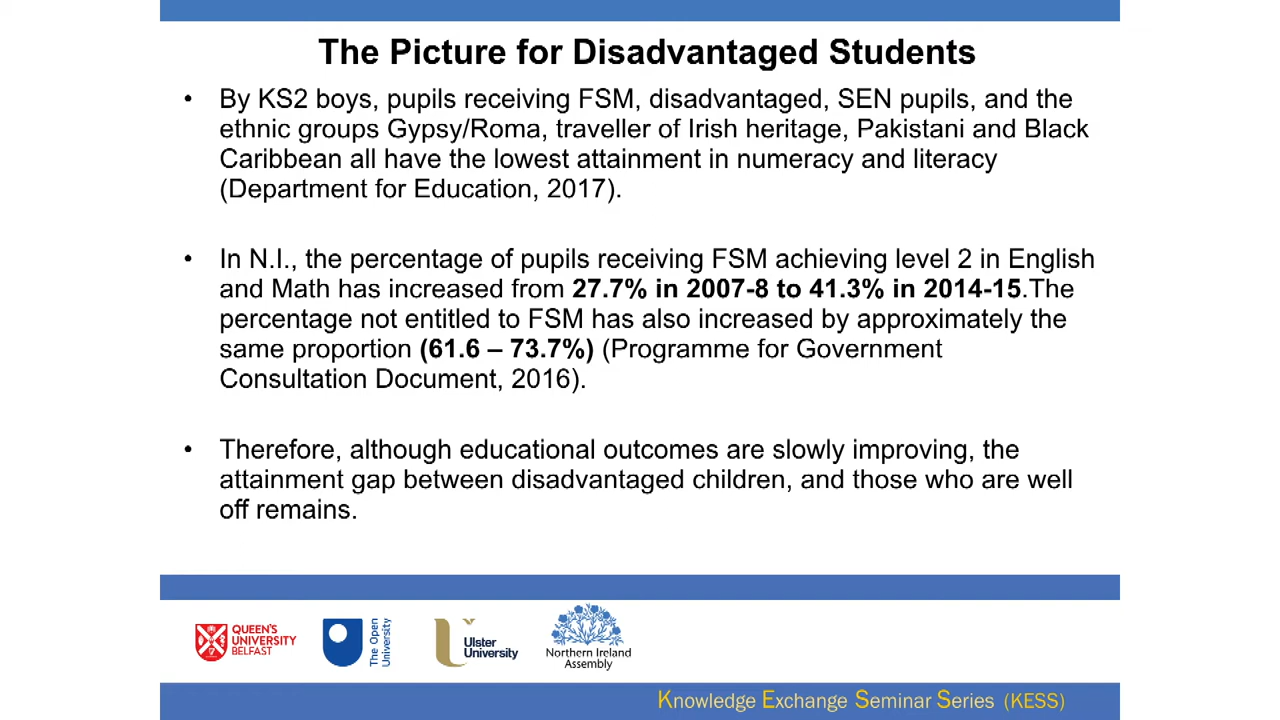 The Picture for Disadvantaged Students
• By KS2 boys, pupils receiving FSM, disadvantaged, SEN pupils, and the
ethnic groups Gypsy/Roma, traveller of Irish heritage, Pakistani and Black
Caribbean all have the lowest attainment in numeracy and literacy
(Department for Education, 2017).
• In N.I., the percentage of pupils receiving FSM achieving level 2 in English
and Math has increased from 27.7% in 2007-8 to 41.3% in 2014-15.The
percentage not entitled to FSM has also increased by approximately the
same proportion (61.6 – 73.7%) (Programme for Government
Consultation Document, 2016).
• Therefore, although educational outcomes are slowly improving, the
attainment gap between disadvantaged children, and those who are well
off remains.
QUEEN'S
UNIVERSITY
BELFAST
The Open
University
Ulster
University
Northern Ireland
Assembly
Knowledge Exchange Seminar Series (KESS)